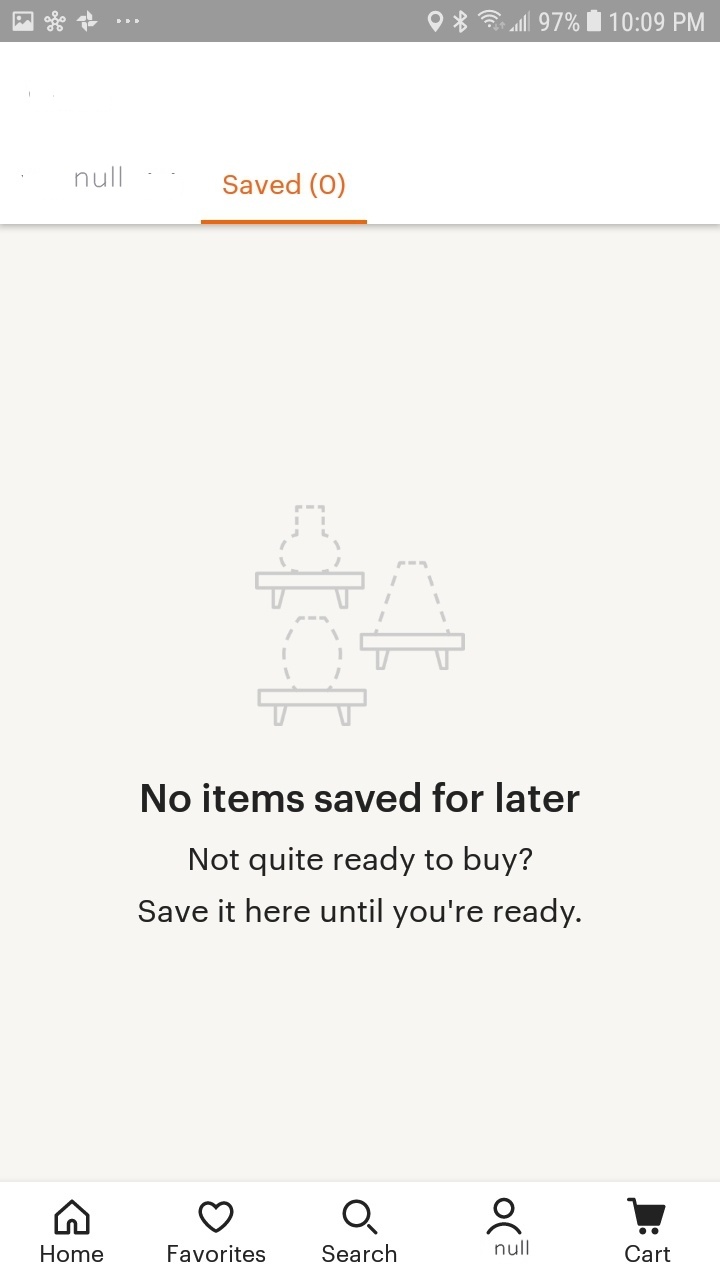 97% 10:09 PM
null Saved (0)
No items saved for later
Not quite ready to buy?
Save it here until you're ready.
Home Favorites Search null Cart